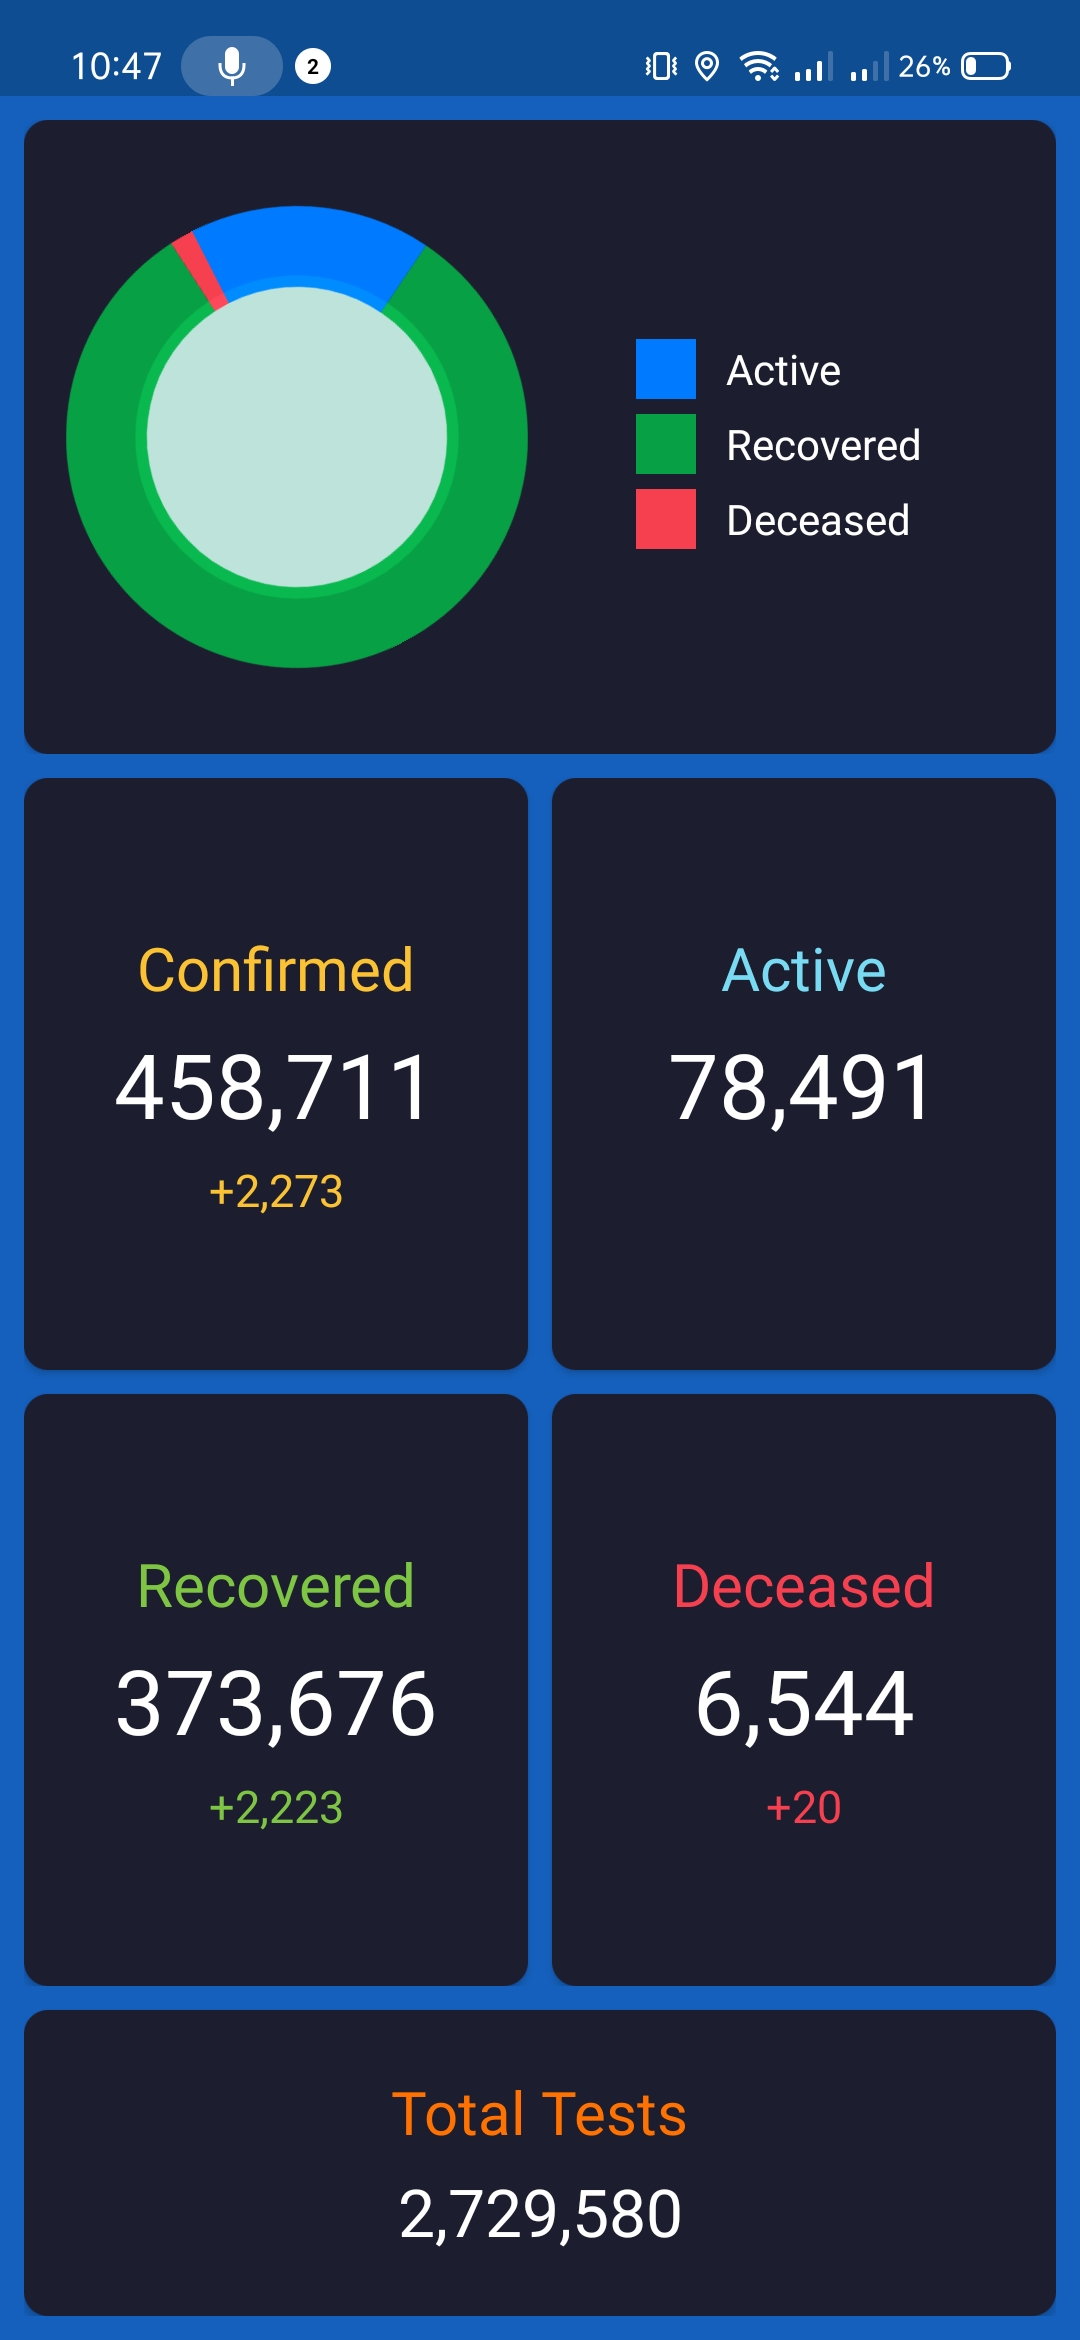 10:47 2 26%
Active
Recovered
Deceased
Confirmed
458,711
+2,273
Active
78,491
Recovered
373,676
+2,223
Deceased
6,544
+20
Total Tests
2,729,580